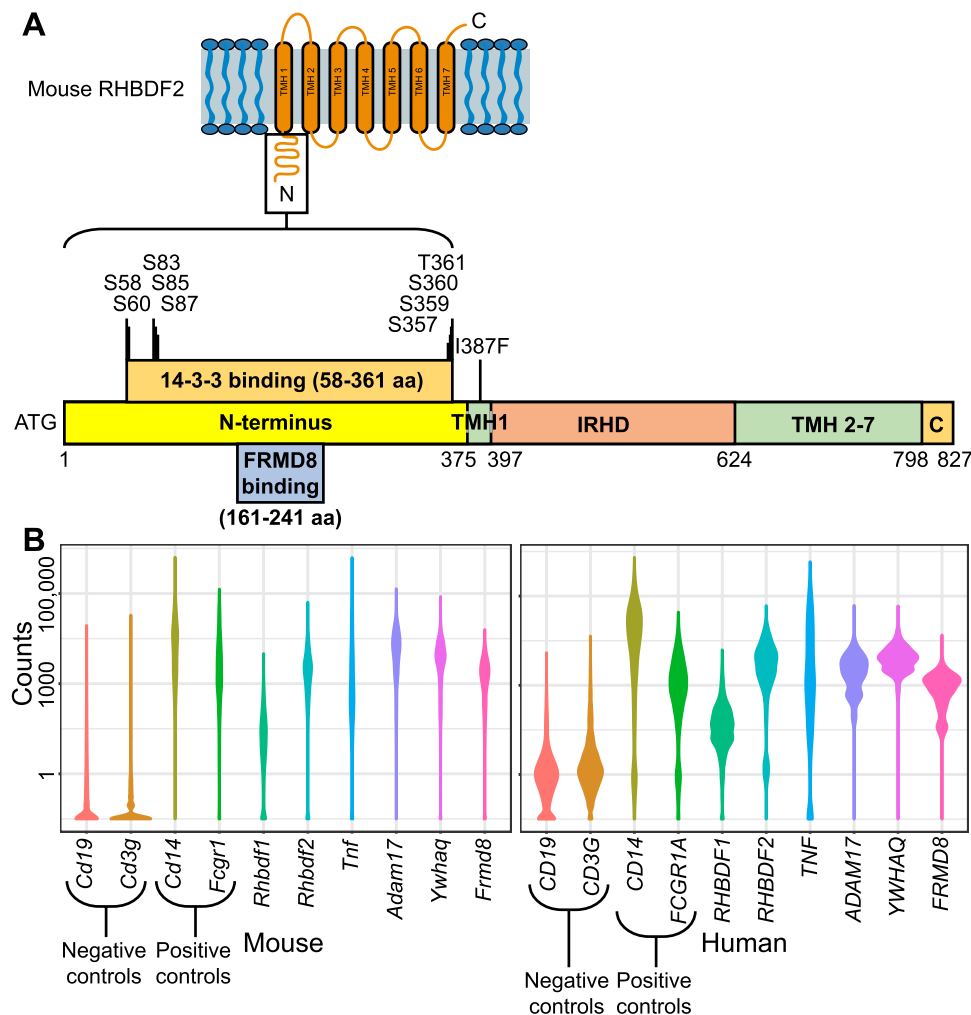 A
C
Mouse RHBDF2
TMH 1
TMH 2
TMH 3
TMH 4
TMH 5
TMH 6
TMH 7
N
S83
T361
S58
S85
S360
S60
S87
S359
S357
I387F
14-3-3 binding (58-361 aa)
ATG
N-terminus
TMH1
IRHD
TMH 2-7
C
1
375
397
624
798
827
FRMD8
binding
(161-241 aa)
B
Counts
100,000
1000
1
Cd19
Cd3g
Cd14
Fcgr1
Rhbdf1
Rhbdf2
Tnf
Adam17
Ywhaq
Frmd8
CD19
CD3G
CD14
FCGR1A
RHBDF1
RHBDF2
TNF
ADAM17
YWHAQ
FRMD8
Negative
controls
Positive
controls
Mouse
Human
Negative
controls
Positive
controls